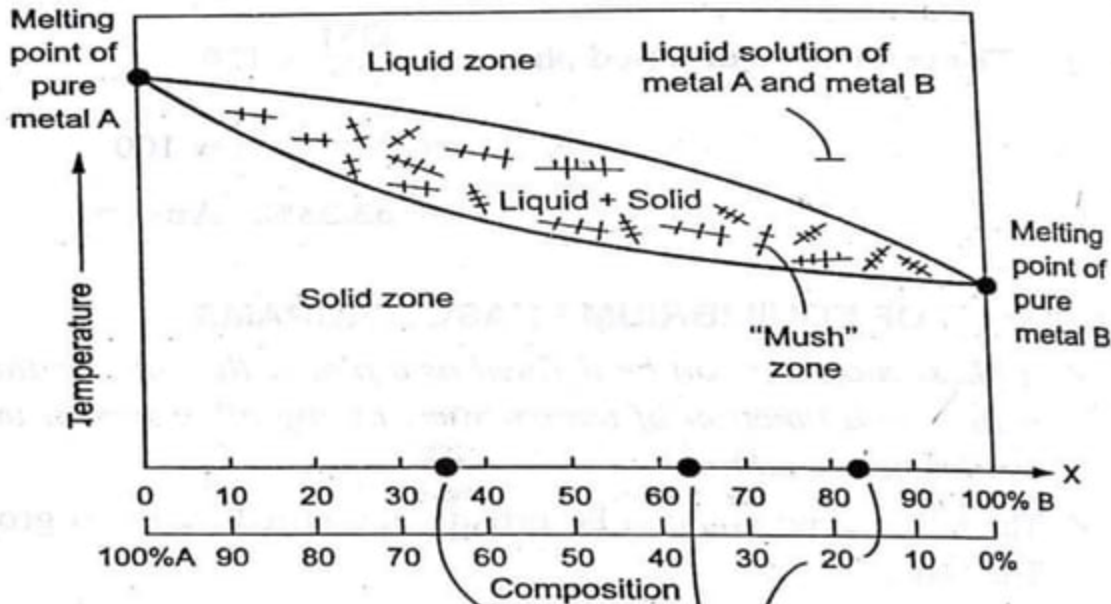 Melting
point of
pure
metal A
Liquid zone
Liquid solution of
metal A and metal B
Liquid + Solid
Solid zone
"Mush"
zone
Melting
point of
pure
metal B
Temperature
X
0 10 20 30 40 50 60 70 80 90 100% B
100%A 90 80 70 60 50 40 30 20 10 0%
Composition